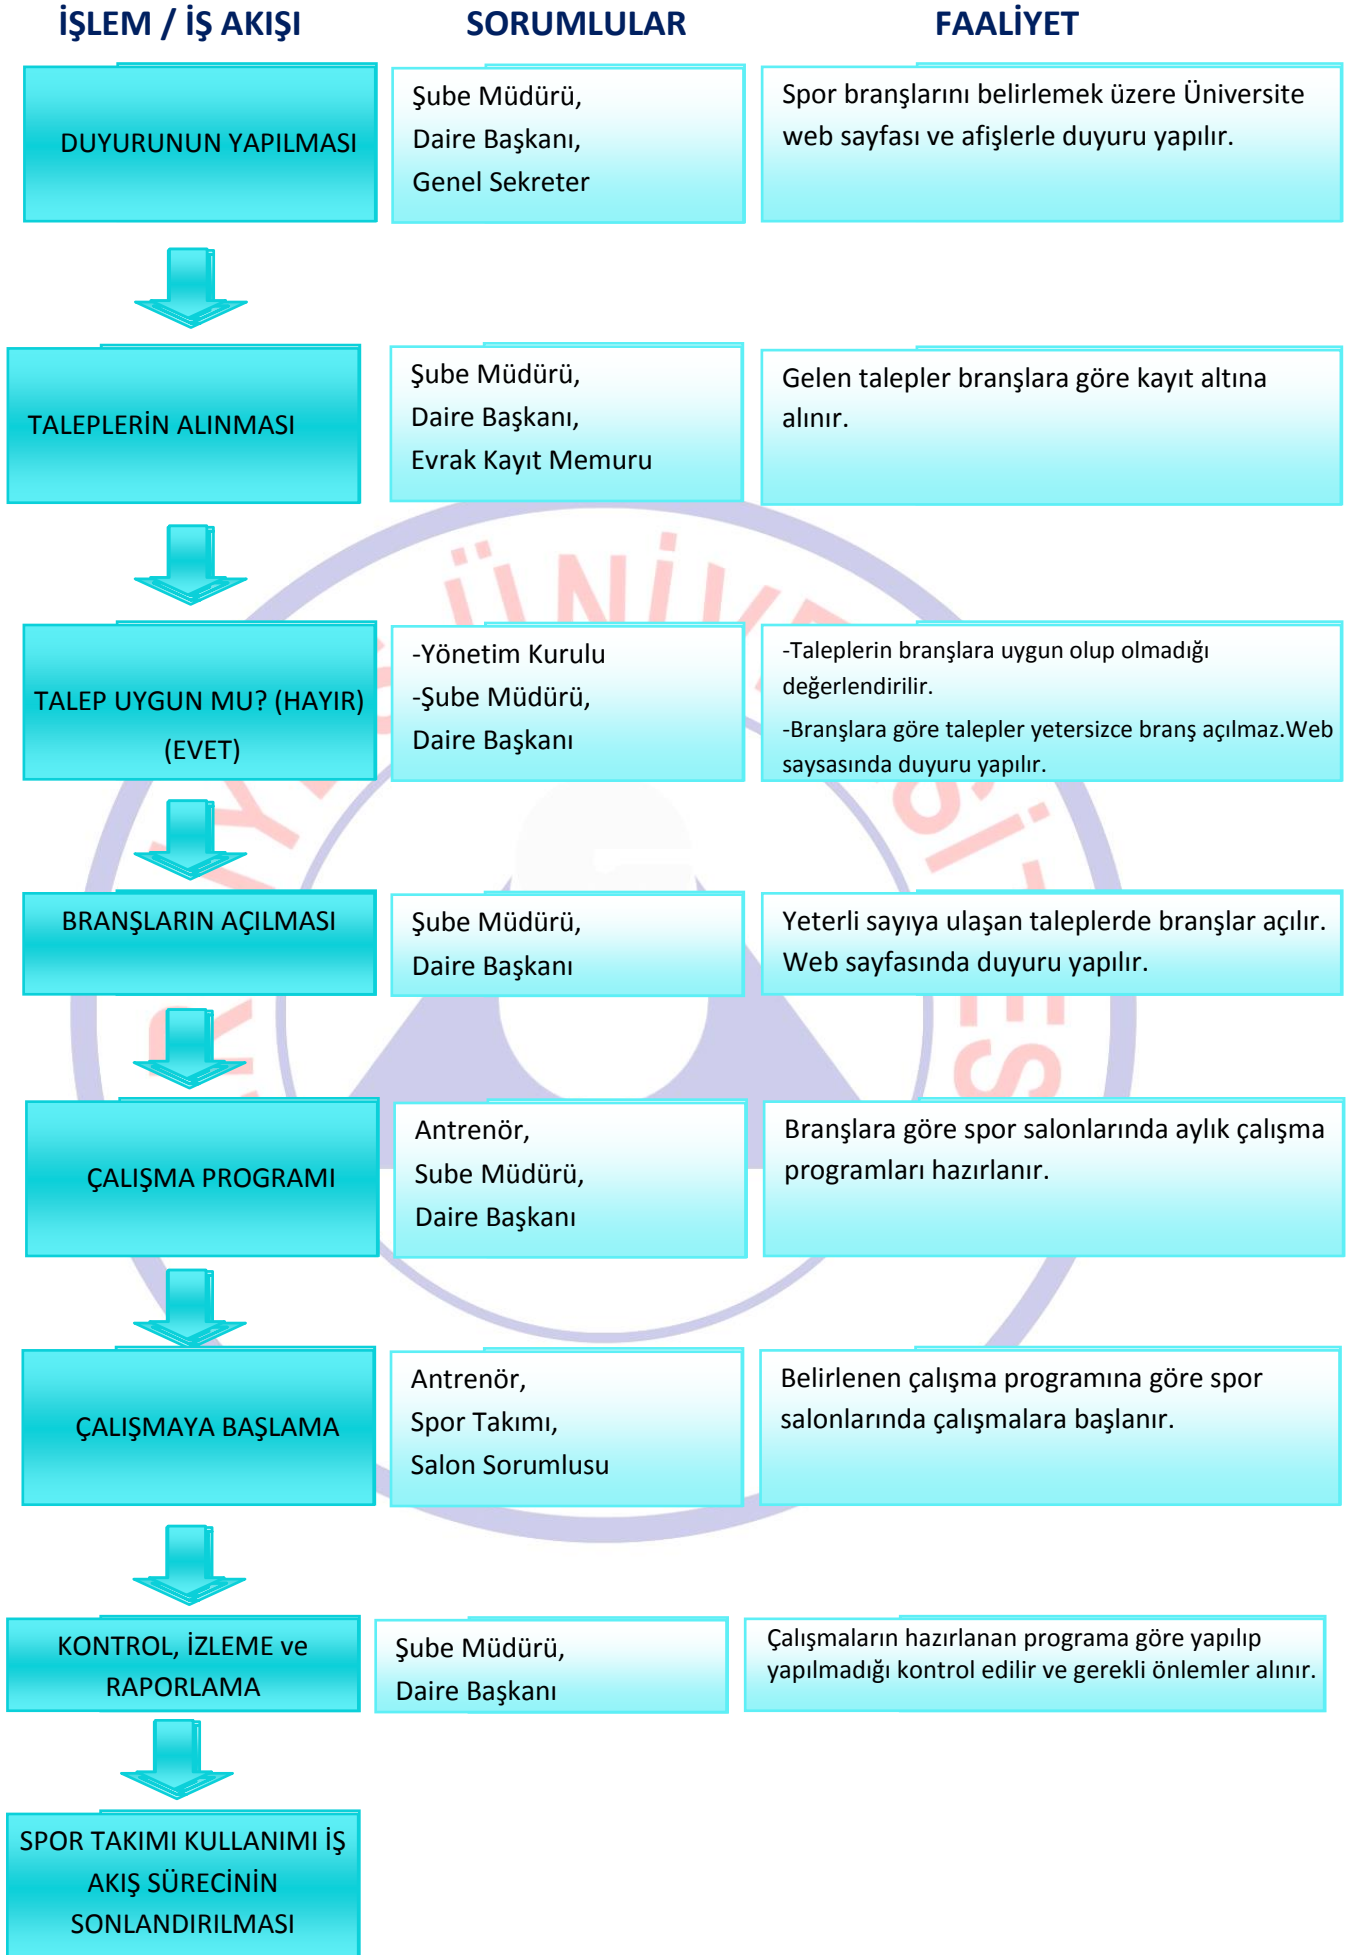 İŞLEM / İŞ AKIŞI
SORUMLULAR
FAALİYET
DUYURUNUN YAPILMASI
Şube Müdürü,
Daire Başkanı,
Genel Sekreter
Spor branşlarını belirlemek üzere Üniversite
web sayfası ve afişlerle duyuru yapılır.
TALEPLERİN ALINMASI
Şube Müdürü,
Daire Başkanı,
Evrak Kayıt Memuru
Gelen talepler branşlara göre kayıt altına
alınır.
TALEP UYGUN MU? (HAYIR)
(EVET)
-Yönetim Kurulu
-Şube Müdürü,
Daire Başkanı
-Taleplerin branşlara uygun olup olmadığı
değerlendirilir.
-Branşlara göre talepler yetersizce branş açılmaz.Web
saysasında duyuru yapılır.
BRANŞLARIN AÇILMASI
Şube Müdürü,
Daire Başkanı
Yeterli sayıya ulaşan taleplerde branşlar açılır.
Web sayfasında duyuru yapılır.
ÇALIŞMA PROGRAMI
Antrenör,
Sube Müdürü,
Daire Başkanı
Branşlara göre spor salonlarında aylık çalışma
programları hazırlanır.
ÇALIŞMAYA BAŞLAMA
Antrenör,
Spor Takımı,
Salon Sorumlusu
Belirlenen çalışma programına göre spor
salonlarında çalışmalara başlanır.
KONTROL, İZLEME ve
RAPORLAMA
Şube Müdürü,
Daire Başkanı
Çalışmaların hazırlanan programa göre yapılıp
yapılmadığı kontrol edilir ve gerekli önlemler alınır.
SPOR TAKIMI KULLANIMI İŞ
AKIŞ SÜRECİNİN
SONLANDIRILMASI